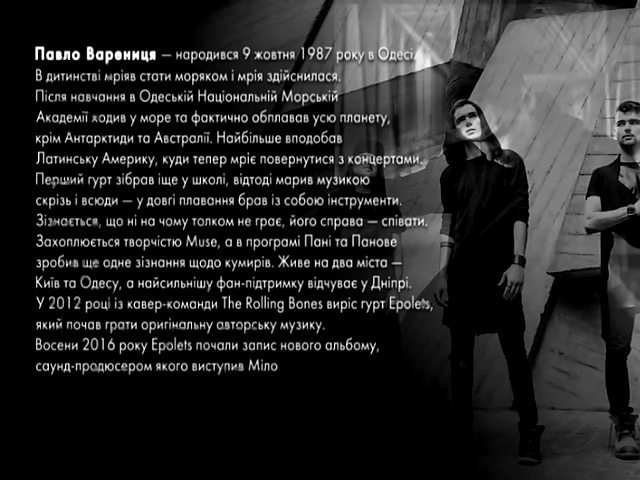 Павло Варениця — народився 9 жовтня 1987 року в Одесі.
В дитинстві мріяв стати моряком і мрія здійснилася.
Після навчання в Одеській Національній Морській
Академії ходив у море та фактично обплавав усю планету,
крім Антарктиди та Австралії. Найбільше вподобав
Латинську Америку, куди тепер мріє повернутися з концертами.
Перший гурт зібрав іще у школі, відтоді марив музикою
скрізь і всюди — у довгі плавання брав із собою інструменти.
Зізнається, що ні на чому толком не грає, його справа — співати.
Захоплюється творчістю Muse, а в програмі Пані та Панове
зробив ще одне зізнання щодо кумирів. Живе на два міста —
Київ та Одесу, а найсильнішу фан-підтримку відчуває у Дніпрі.
У 2012 році із кавер-команди The Rolling Bones виріс гурт Epolets,
який почав грати оригінальну авторську музику.
Восени 2016 року Epolets почали запис нового альбому,
саунд-продюсером якого виступив Міло